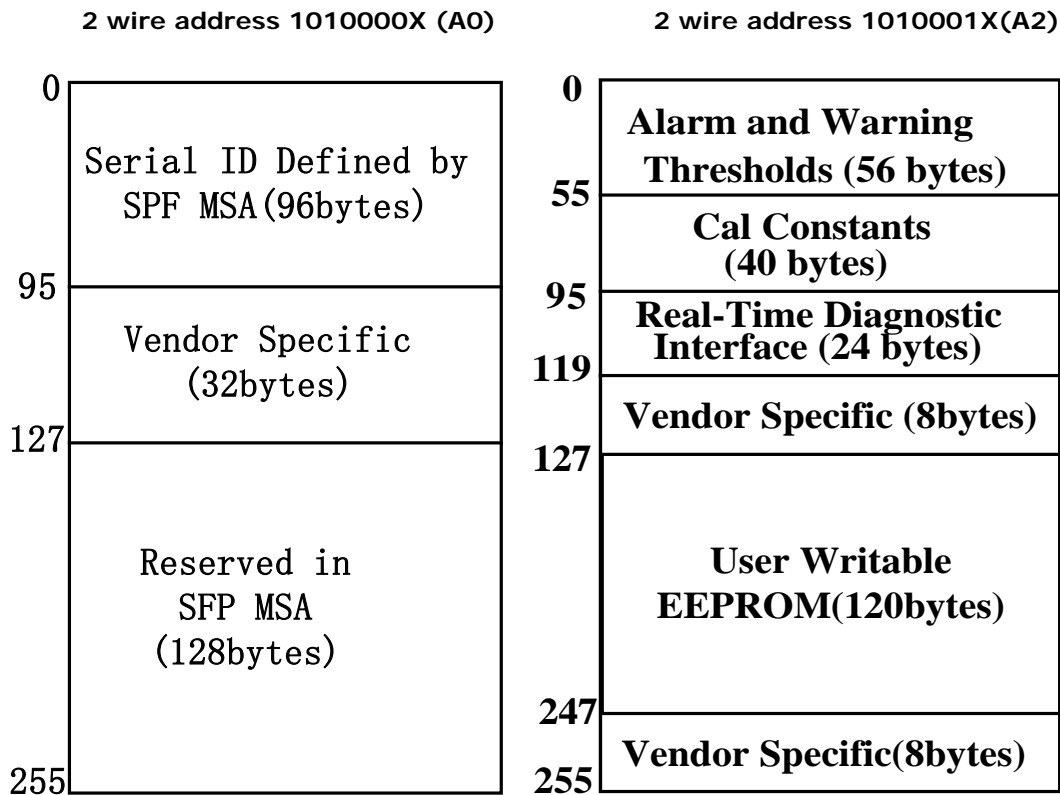 2 wire address 1010000X (A0)
0
Serial ID Defined by
SPF MSA(96bytes)
95
Vendor Specific
(32bytes)
127
Reserved in
SFP MSA
(128bytes)
255
2 wire address 1010001X(A2)
0
Alarm and Warning
Thresholds (56 bytes)
55
Cal Constants
(40 bytes)
95
Real-Time Diagnostic
Interface (24 bytes)
119
Vendor Specific (8bytes)
127
User Writable
EEPROM(120bytes)
247
Vendor Specific(8bytes)
255